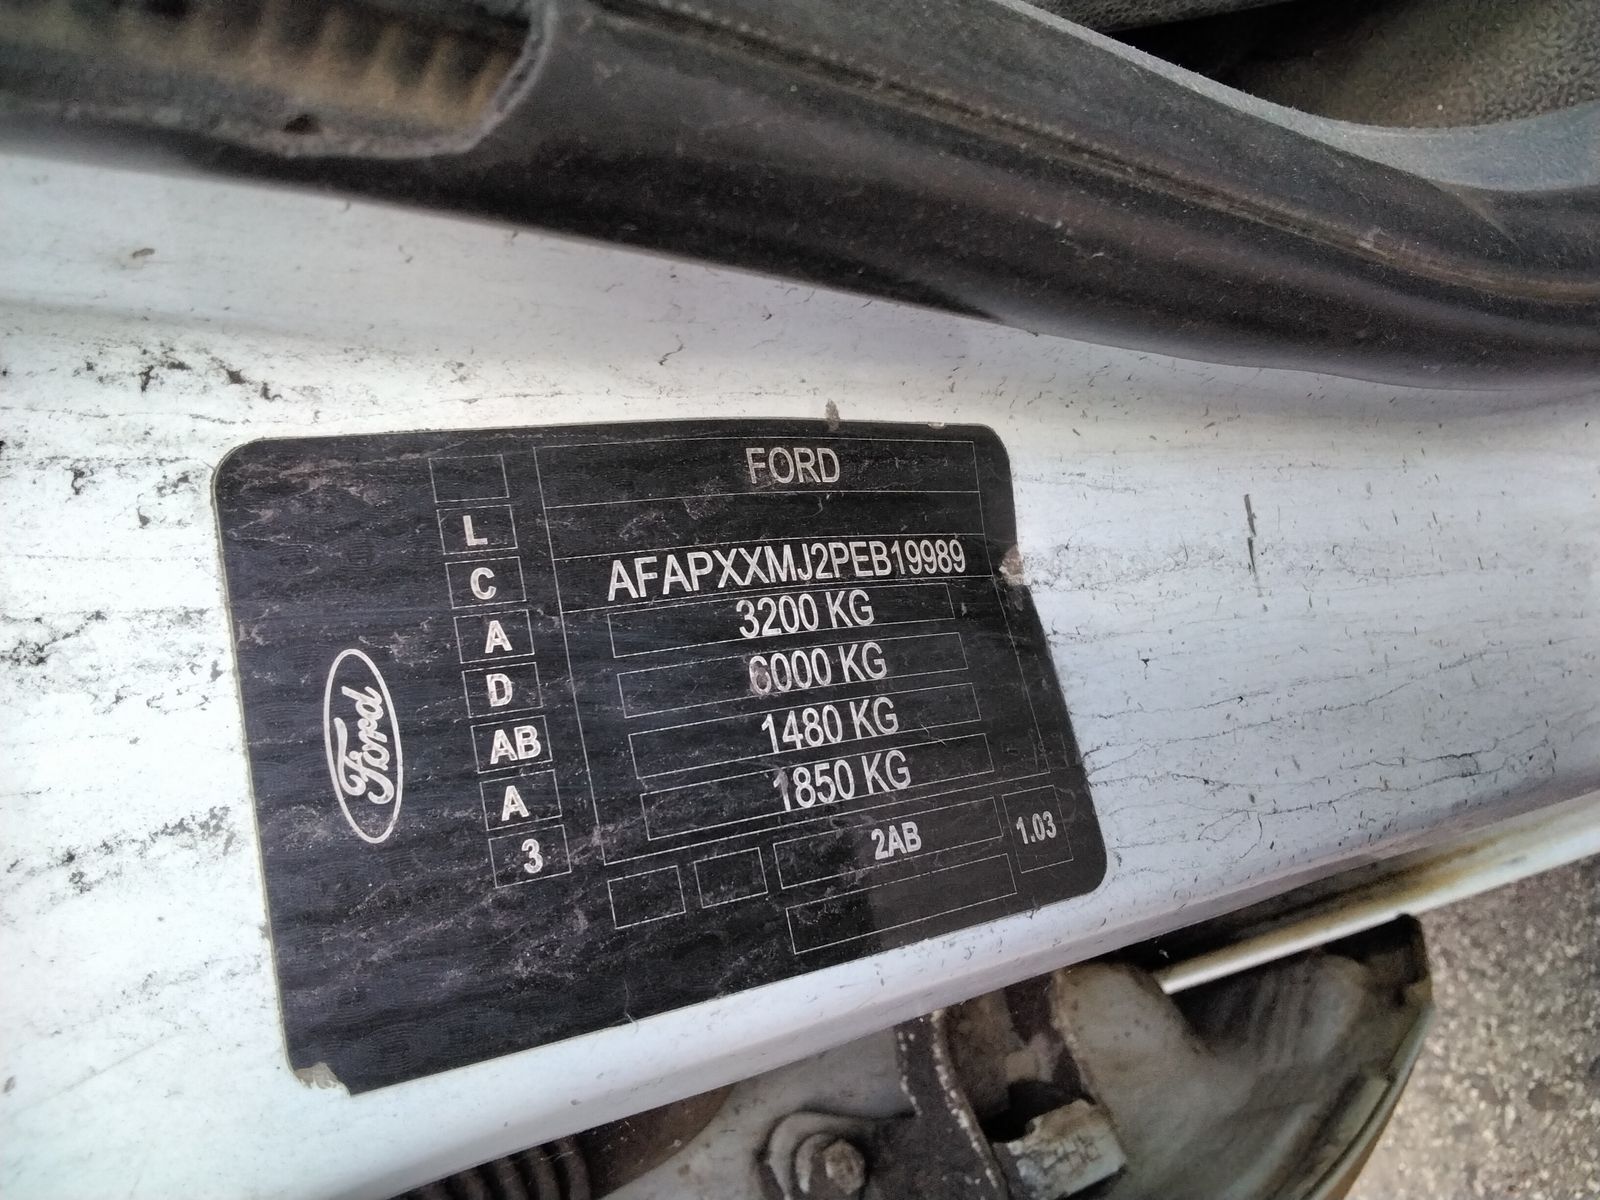 FORD
L
C
A
D
AB
A
3
AFAPXXMJ2PEB19989
3200 KG
6000 KG
1480 KG
1850 KG
2AB
1.03
Ford